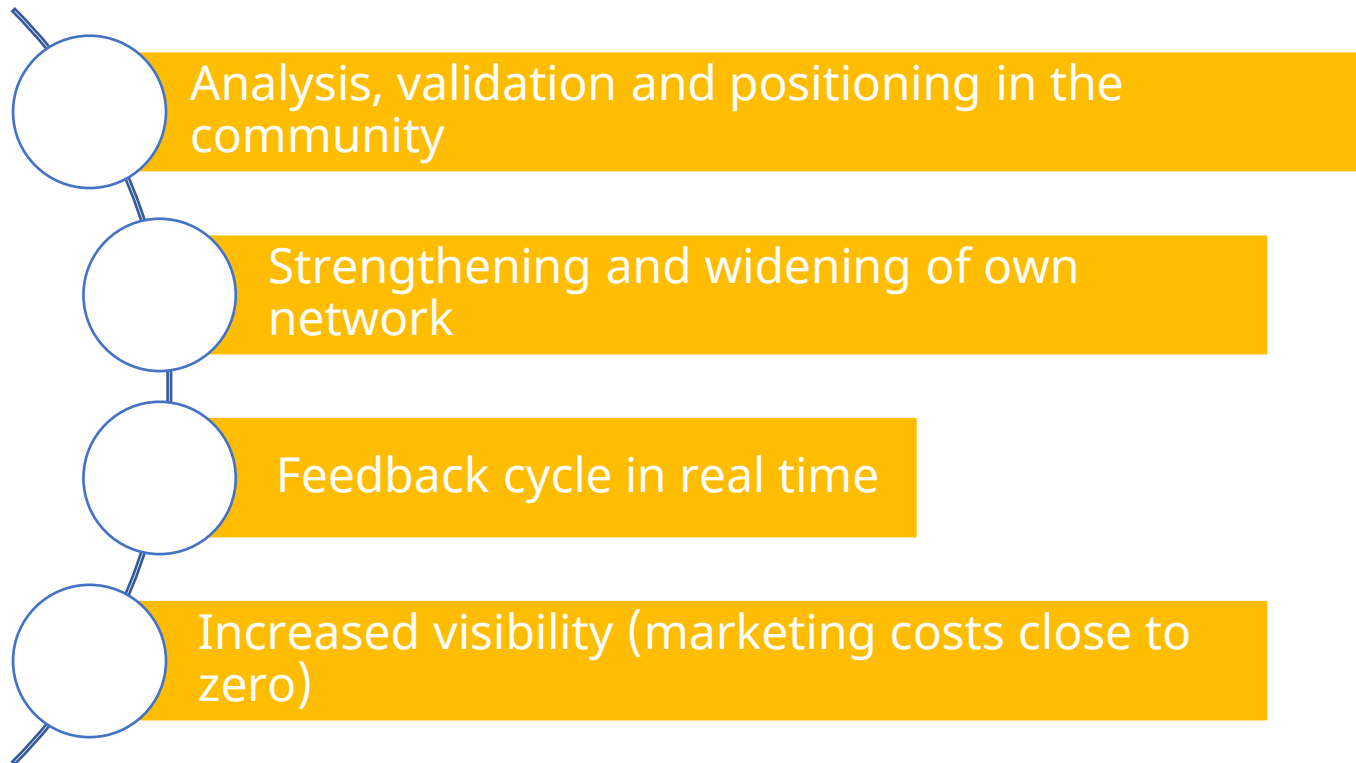 Analysis, validation and positioning in the
community
Strengthening and widening of own
network
Feedback cycle in real time
Increased visibility (marketing costs close to
zero)